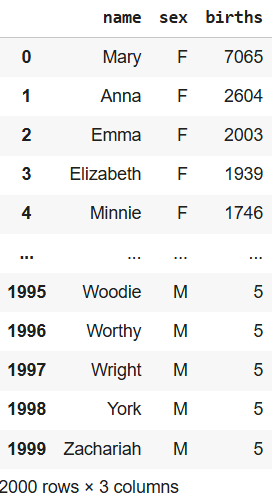 name sex births
0 Mary F 7065
1 Anna F 2604
2 Emma F 2003
3 Elizabeth F 1939
4 Minnie F 1746
... ... ... ...
1995 Woodie M 5
1996 Worthy M 5
1997 Wright M 5
1998 York M 5
1999 Zachariah M 5
2000 rows × 3 columns